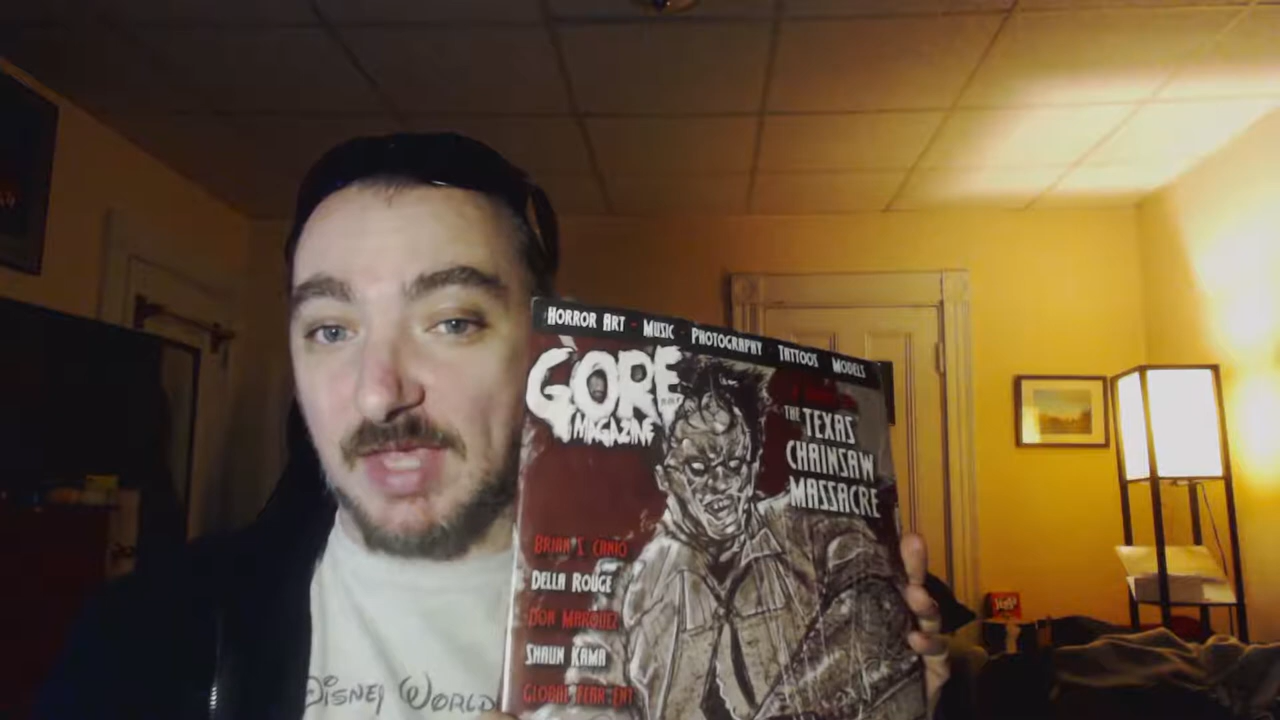 HORROR ART - MUSIC - PHOTOGRAPHY - TATTOOS - MODELS
GORE
MAGAZINE
THE TEXAS
CHAINSAW
MASSACRE
DELLA ROUGE
DON MARQUEZ
SHAUN KAMA
GLOBAL FEAR ENT
DISNEY WORLD